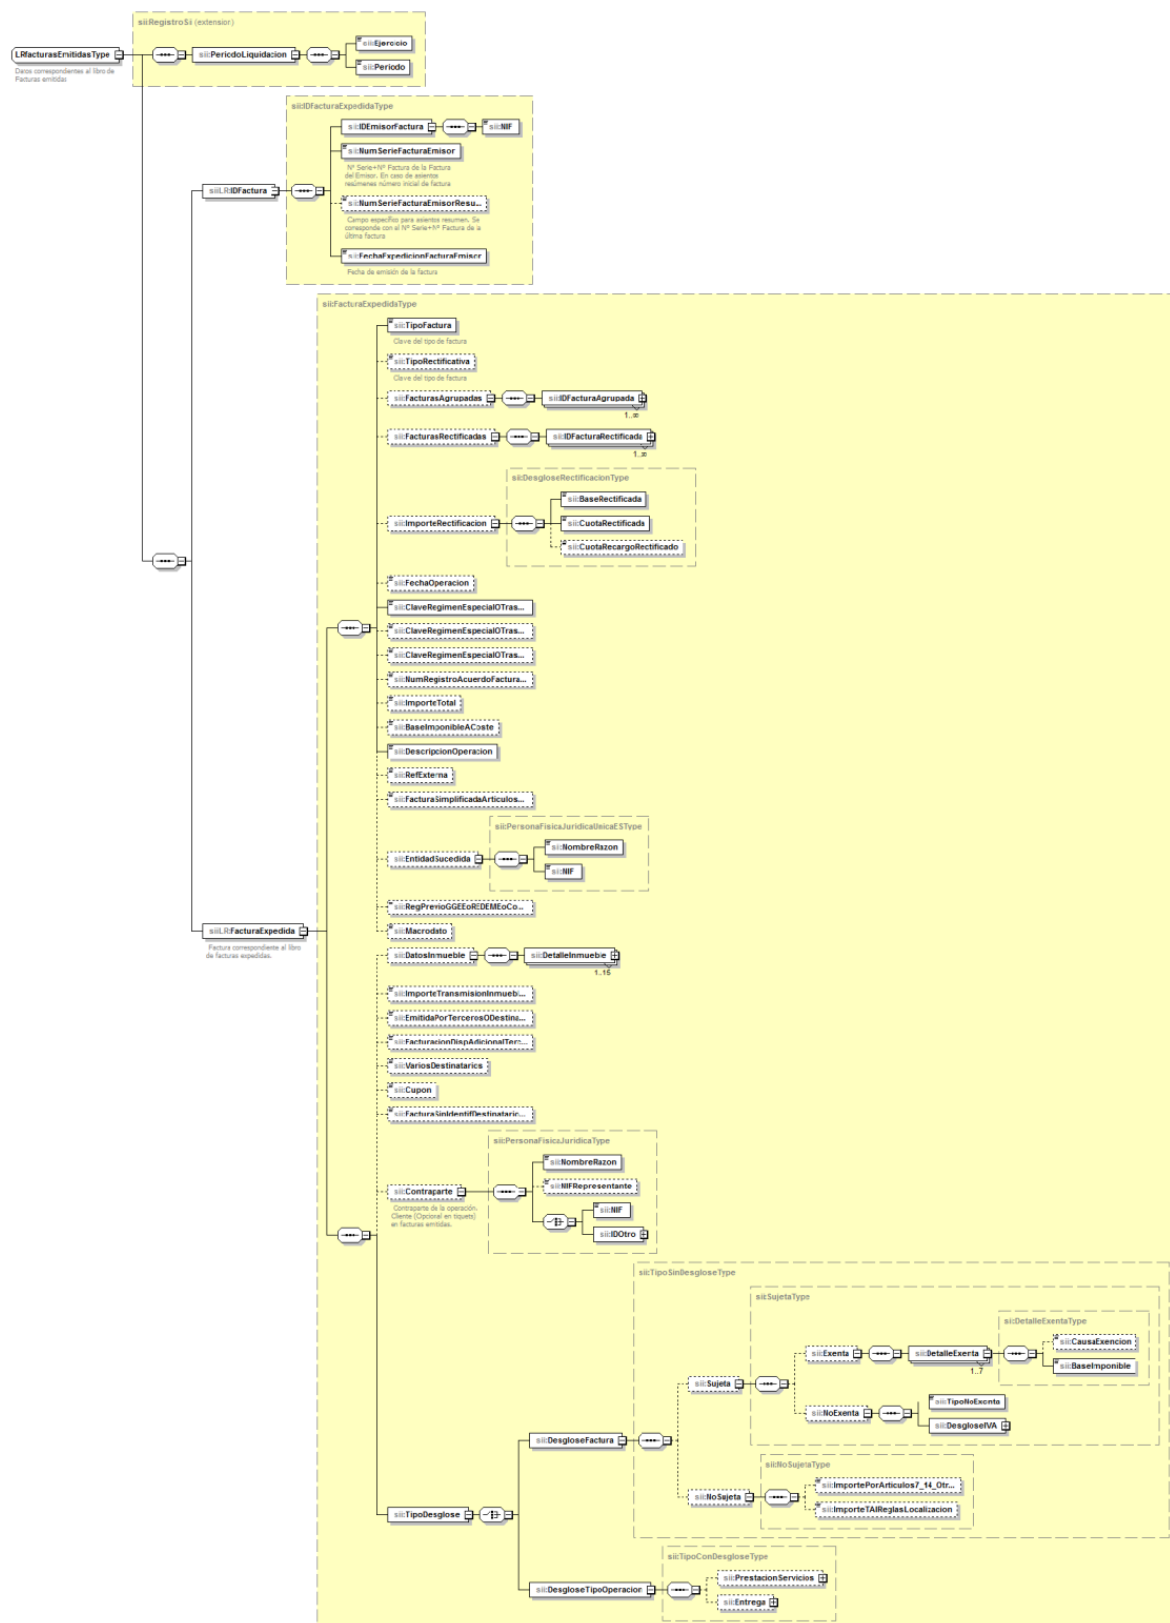 sii:RegistroSii (extension)
LRfacturasEmitidasType
Datos correspondientes al libro de
Facturas emitidas
sii:PeriodoLiquidacion
sii:Ejercicio
sii:Periodo
sii:IDFacturaExpedidaType
siiLR:IDFactura
sii:IDEmisorFactura
sii:NIF
sii:NumSerieFacturaEmisor
Nº Serie+Nº Factura de la Factura
del Emisor. En caso de asientos
resúmenes número inicial de factura
sii:NumSerieFacturaEmisorResu...
Campo específico para asientos resumen. Se
corresponde con el Nº Serie+Nº Factura de la
última factura
sii:FechaExpedicionFacturaEmisor
Fecha de emisión de la factura
sii:FacturaExpedidaType
sii:TipoFactura
Clave del tipo de factura
sii:TipoRectificativa
Clave del tipo de factura
sii:FacturasAgrupadas
sii:IDFacturaAgrupada
1..∞
sii:FacturasRectificadas
sii:IDFacturaRectificada
1..∞
sii:DesgloseRectificacionType
sii:ImporteRectificacion
sii:BaseRectificada
sii:CuotaRectificada
sii:CuotaRecargoRectificado
sii:FechaOperacion
sii:ClaveRegimenEspecialOTras...
sii:ClaveRegimenEspecialOTras...
sii:ClaveRegimenEspecialOTras...
sii:NumRegistroAcuerdoFactura...
sii:ImporteTotal
sii:BaseImponibleACoste
sii:DescripcionOperacion
sii:RefExterna
sii:FacturaSimplificadaArticulos...
sii:PersonaFisicaJuridicaUnicaESType
sii:EntidadSucedida
sii:NombreRazon
sii:NIF
sii:RegPrevioGGEEoREDEMEoCo...
siiLR:FacturaExpedida
Factura correspondiente al libro
de facturas expedidas.
sii:Macrodato
sii:DatosInmueble
sii:DetalleInmueble
1..15
sii:ImporteTransmisionInmuebl...
sii:EmitidaPorTercerosODestina...
sii:FacturacionDispAdicionalTerc...
sii:VariosDestinatarios
sii:Cupon
sii:FacturaSinIdentifDestinatario...
sii:PersonaFisicaJuridicaType
sii:Contraparte
Contraparte de la operación.
Cliente (Opcional en tiquets)
en facturas emitidas.
sii:NombreRazon
sii:NIFRepresentante
sii:NIF
sii:IDOtro
sii:TipoSinDesgloseType
sii:SujetaType
sii:DetalleExentaType
sii:Exenta
sii:DetalleExenta
1..7
sii:CausaExencion
sii:BaseImponible
sii:Sujeta
sii:NoExenta
sii:TipoNoExenta
sii:DesgloseIVA
sii:DesgloseFactura
sii:NoSujetaType
sii:NoSujeta
sii:ImportePorArticulos7_14_Otr...
sii:ImporteTAIReglasLocalizacion
sii:TipoDesglose
sii:TipoConDesgloseType
sii:DesgloseTipoOperacion
sii:PrestacionServicios
sii:Entrega